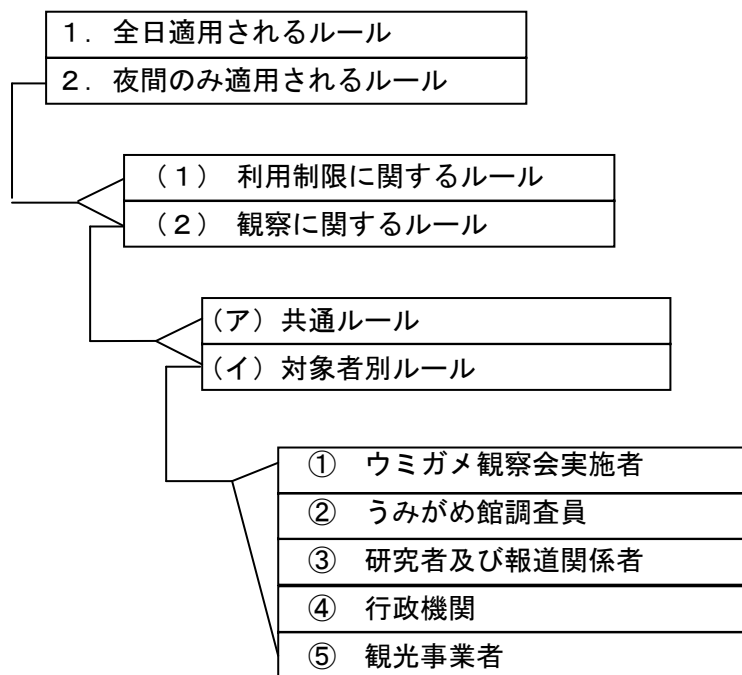 １．全日適用されるルール
２．夜間のみ適用されるルール
（１） 利用制限に関するルール
（２） 観察に関するルール
（ア）共通ルール
（イ）対象者別ルール
① ウミガメ観察会実施者
② うみがめ館調査員
③ 研究者及び報道関係者
④ 行政機関
⑤ 観光事業者